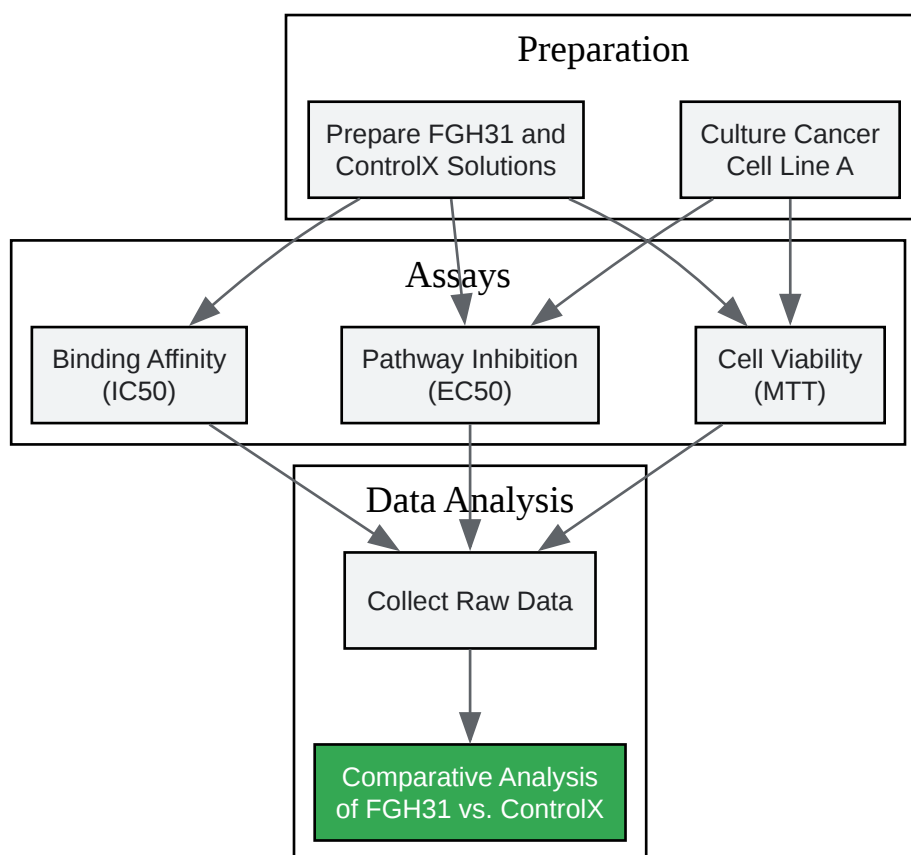 Preparation
Prepare FGH31 and
ControlX Solutions
Culture Cancer
Cell Line A
Assays
Binding Affinity
(IC50)
Pathway Inhibition
(EC50)
Cell Viability
(MTT)
Data Analysis
Collect Raw Data
Comparative Analysis
of FGH31 vs. ControlX